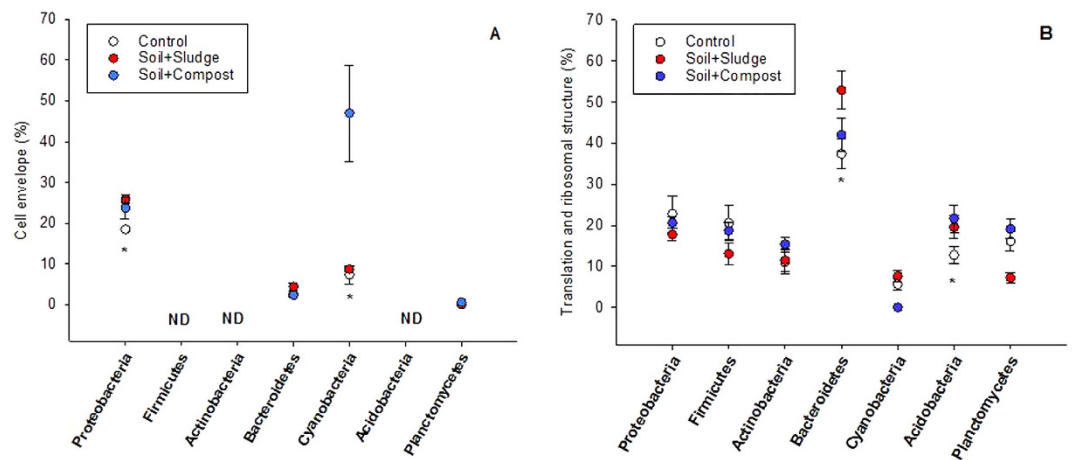 A
Control
Soil+Sludge
Soil+Compost
Cell envelope (%)
70
60
50
40
30
20
10
0
*
ND
ND
*
ND
Proteobacteria
Firmicutes
Actinobacteria
Bacteroidetes
Cyanobacteria
Acidobacteria
Planctomycetes
B
Control
Soil+Sludge
Soil+Compost
Translation and ribosomal structure (%)
70
60
50
40
30
20
10
0
*
*
Proteobacteria
Firmicutes
Actinobacteria
Bacteroidetes
Cyanobacteria
Acidobacteria
Planctomycetes